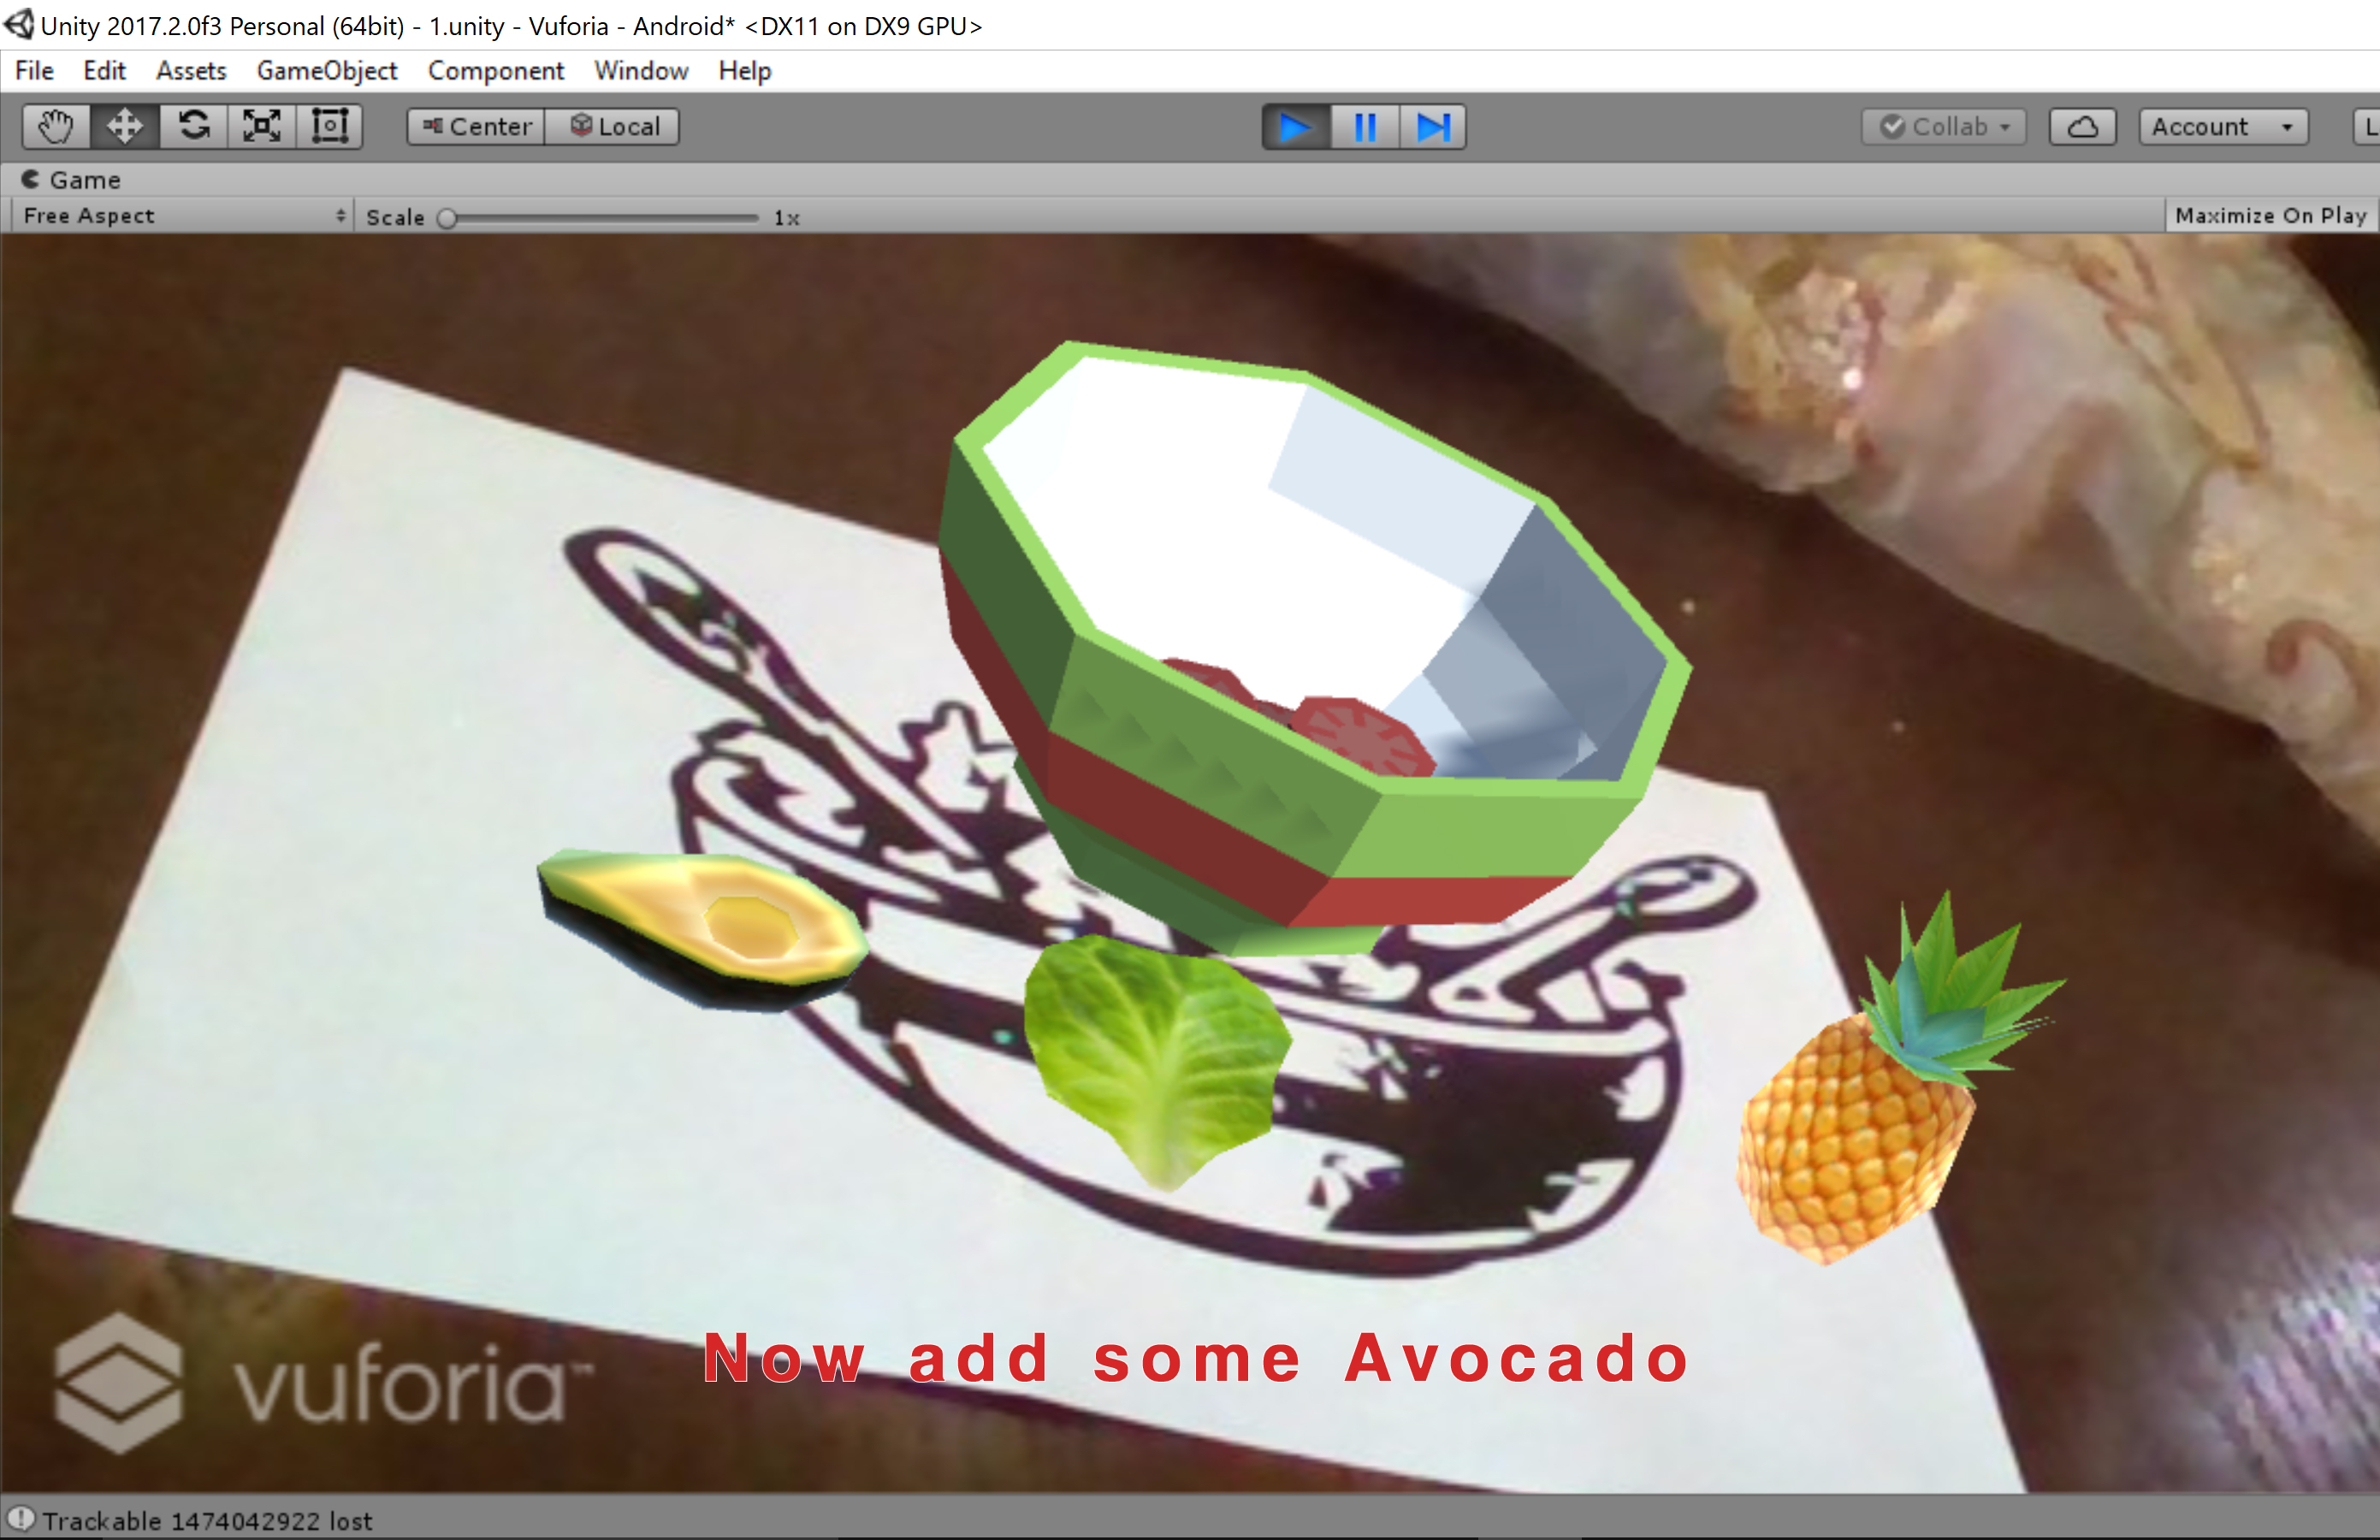 Unity 2017.2.0f3 Personal (64bit) - 1.unity - Vuforia - Android* <DX11 on DX9 GPU>
File Edit Assets GameObject Component Window Help
Center Local Collab Account L
Game
Free Aspect Scale 1x Maximize On Play
Now add some Avocado
vuforia™
Trackable 1474042922 lost